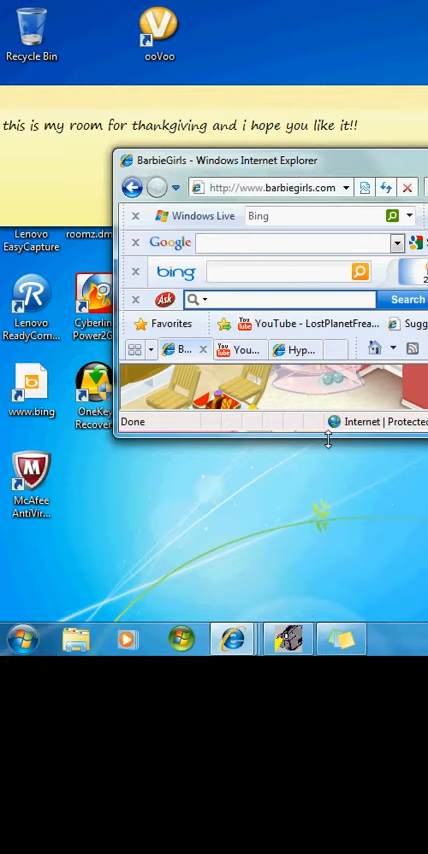 Recycle Bin
ooVoo
this is my room for thankgiving and i hope you like it!!
BarbieGirls - Windows Internet Explorer
http://www.barbiegirls.com
Windows Live
Bing
Google
bing
Ask
Search
Favorites
YouTube - LostPlanetFrea...
Sugg
B...
You...
Hyp...
Done
Internet | Protected
Lenovo
EasyCapture
roomz.dm
Lenovo
ReadyCom...
Cyberlin
Power2G
www.bing
OneKey
Recover
McAfee
AntiVir...